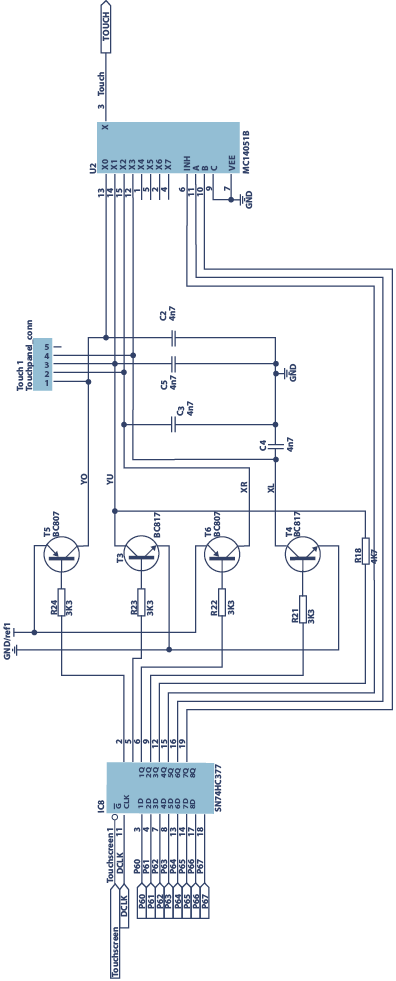 TOUCH
3 Touch
X
U2
X0
X1
X2
X3
X4
X5
X6
X7
INH
A
B
C
VEE
MC14051B
13
14
15
12
1
5
2
4
6
11
10
9
7
GND
Touch 1
Touchpanel_conn
5
4
3
2
1
C2
4n7
C5
4n7
C3
4n7
GND
C4
4n7
YO
YU
XR
XL
T5
BC807
T3
BC817
T6
BC807
T4
BC817
R18
4K7
R24
3K3
R23
3K3
R22
3K3
R21
3K3
GND/ref1
2
5
6
9
12
15
16
19
IC8
G
CLK
1Q
2Q
3Q
4Q
5Q
6Q
7Q
8Q
1D
2D
3D
4D
5D
6D
7D
8D
SN74HC377
Touchscreen1
DCLK 11
P60 3
P61 4
P62 7
P63 8
P64 13
P65 14
P66 17
P67 18
Touchscreen
DCLK
P60
P61
P62
P63
P64
P65
P66
P67